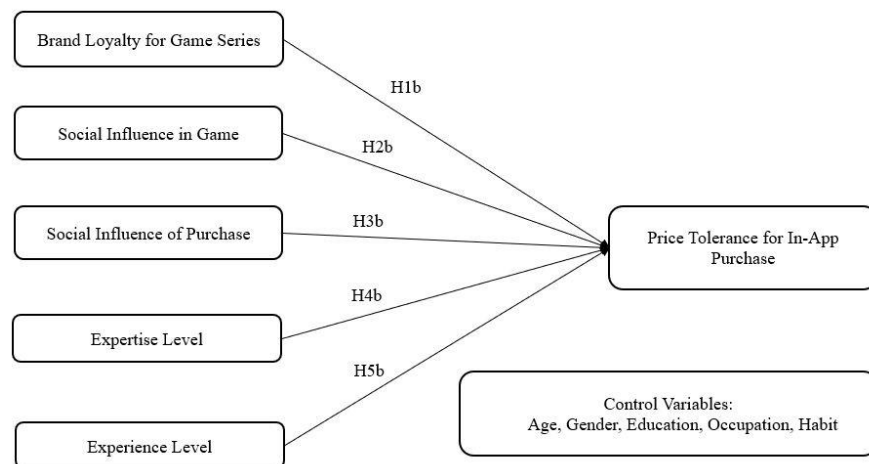 Brand Loyalty for Game Series
H1b
Social Influence in Game
H2b
Social Influence of Purchase
H3b
Price Tolerance for In-App
Purchase
H4b
Expertise Level
H5b
Control Variables:
Age, Gender, Education, Occupation, Habit
Experience Level